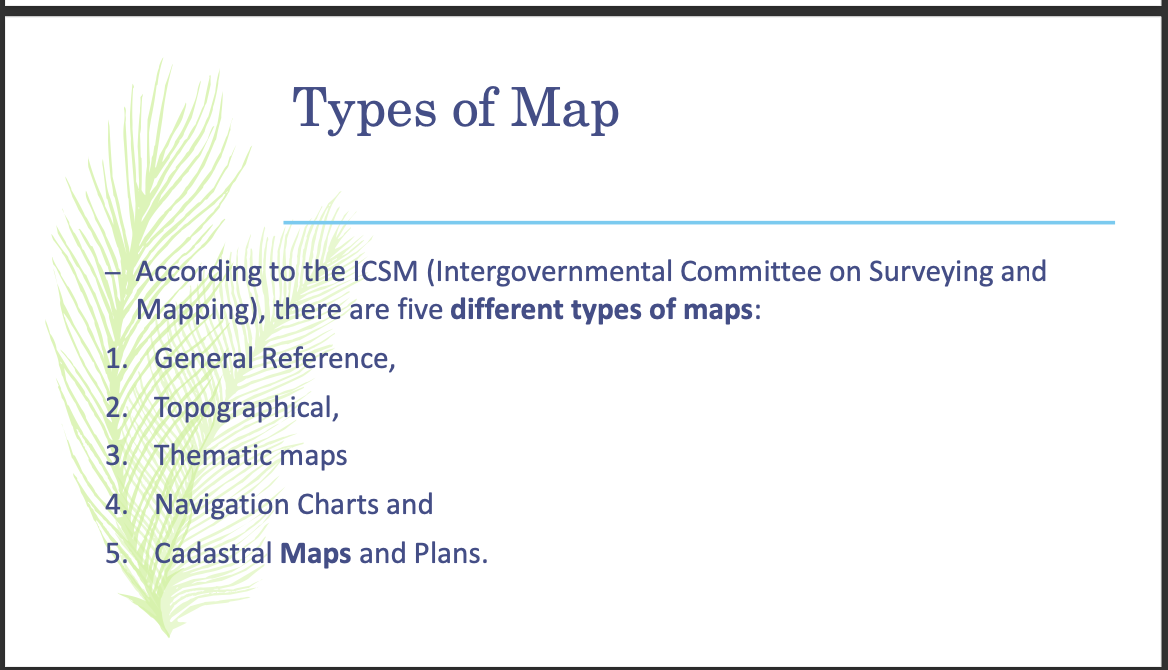 Types of Map
– According to the ICSM (Intergovernmental Committee on Surveying and
Mapping), there are five different types of maps:
1. General Reference,
2. Topographical,
3. Thematic maps
4. Navigation Charts and
5. Cadastral Maps and Plans.